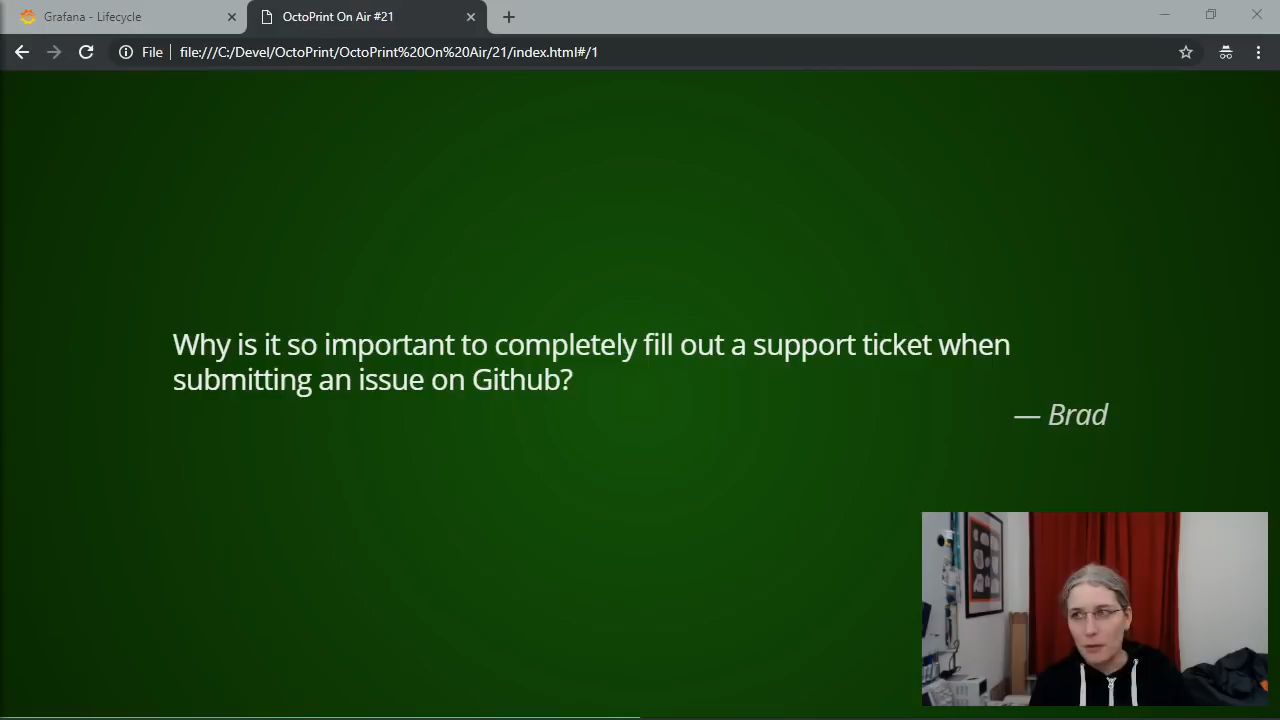 Grafana - Lifecycle
OctoPrint On Air #21
File
file:///C:/Devel/OctoPrint/OctoPrint%20On%20Air/21/index.html#/1
Why is it so important to completely fill out a support ticket when
submitting an issue on Github?
— Brad